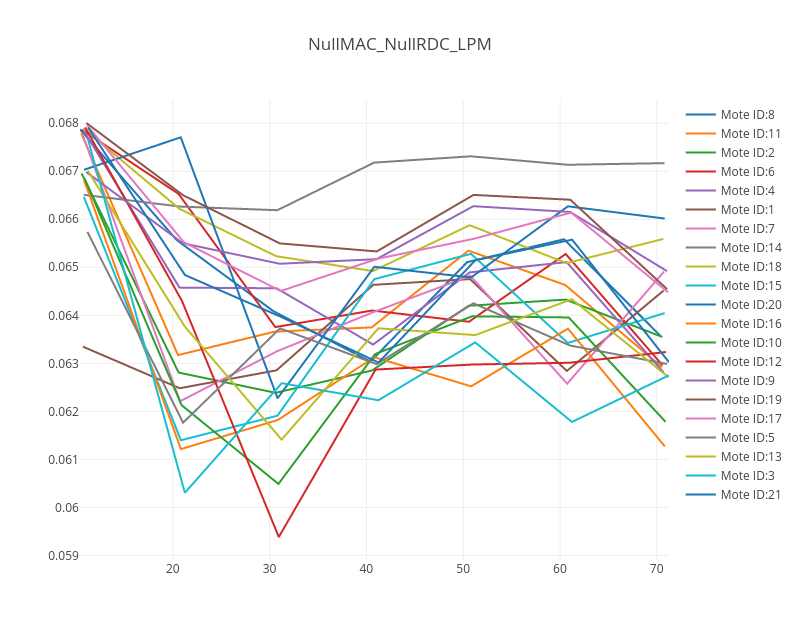 NullMAC_NullRDC_LPM
0.068
0.067
0.066
0.065
0.064
0.063
0.062
0.061
0.06
0.059
20
30
40
50
60
70
Mote ID:8
Mote ID:11
Mote ID:2
Mote ID:6
Mote ID:4
Mote ID:1
Mote ID:7
Mote ID:14
Mote ID:18
Mote ID:15
Mote ID:20
Mote ID:16
Mote ID:10
Mote ID:12
Mote ID:9
Mote ID:19
Mote ID:17
Mote ID:5
Mote ID:13
Mote ID:3
Mote ID:21